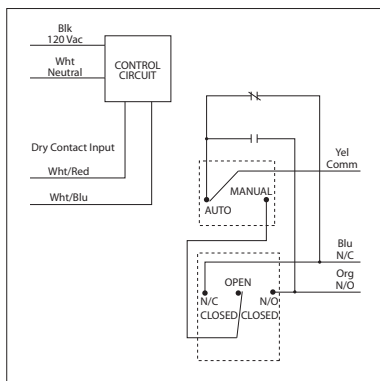 Blk
120 Vac
Wht
Neutral
CONTROL
CIRCUIT
Dry Contact Input
Wht/Red
Wht/Blu
Yel
Comm
MANUAL
AUTO
Blu
N/C
Org
N/O
OPEN
N/C
N/O
CLOSED
CLOSED